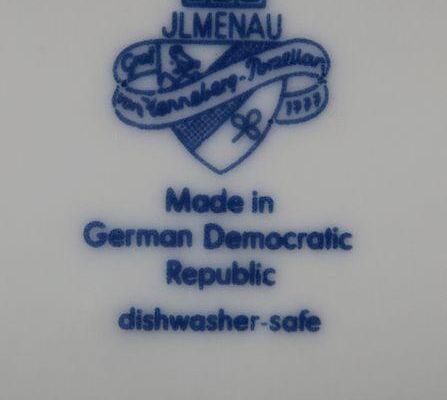 JLMENAU
Graf
von Henneberg-Porzellan
1777
Made in
German Democratic
Republic
dishwasher-safe